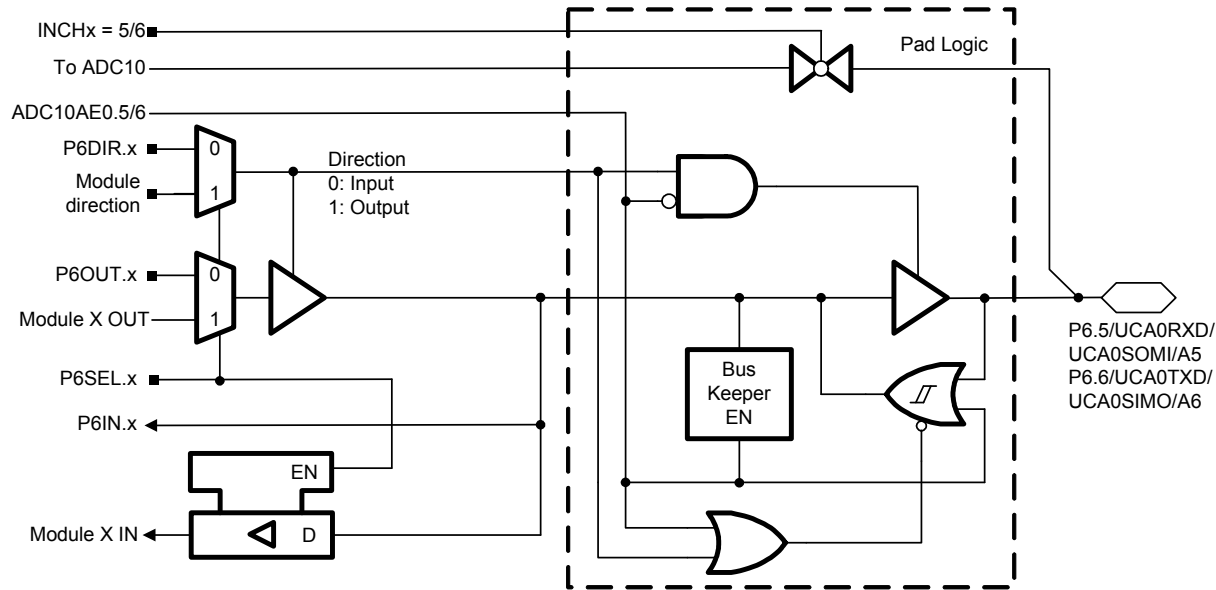 INCHx = 5/6
Pad Logic
To ADC10
ADC10AE0.5/6
P6DIR.x
0
Direction
0: Input
1: Output
Module
direction
1
P6OUT.x
0
Module X OUT
1
P6.5/UCA0RXD/
UCA0SOMI/A5
P6.6/UCA0TXD/
UCA0SIMO/A6
Bus
Keeper
EN
P6SEL.x
P6IN.x
EN
Module X IN
D